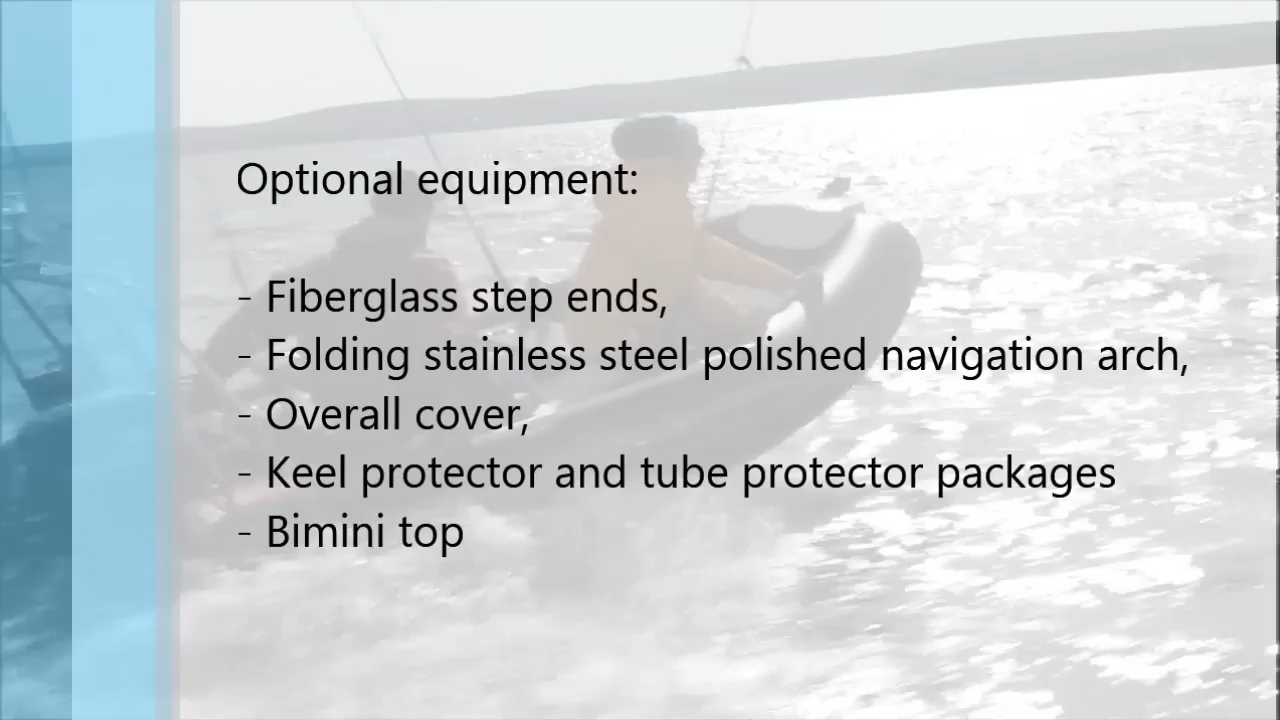 Optional equipment:
- Fiberglass step ends,
- Folding stainless steel polished navigation arch,
- Overall cover,
- Keel protector and tube protector packages
- Bimini top